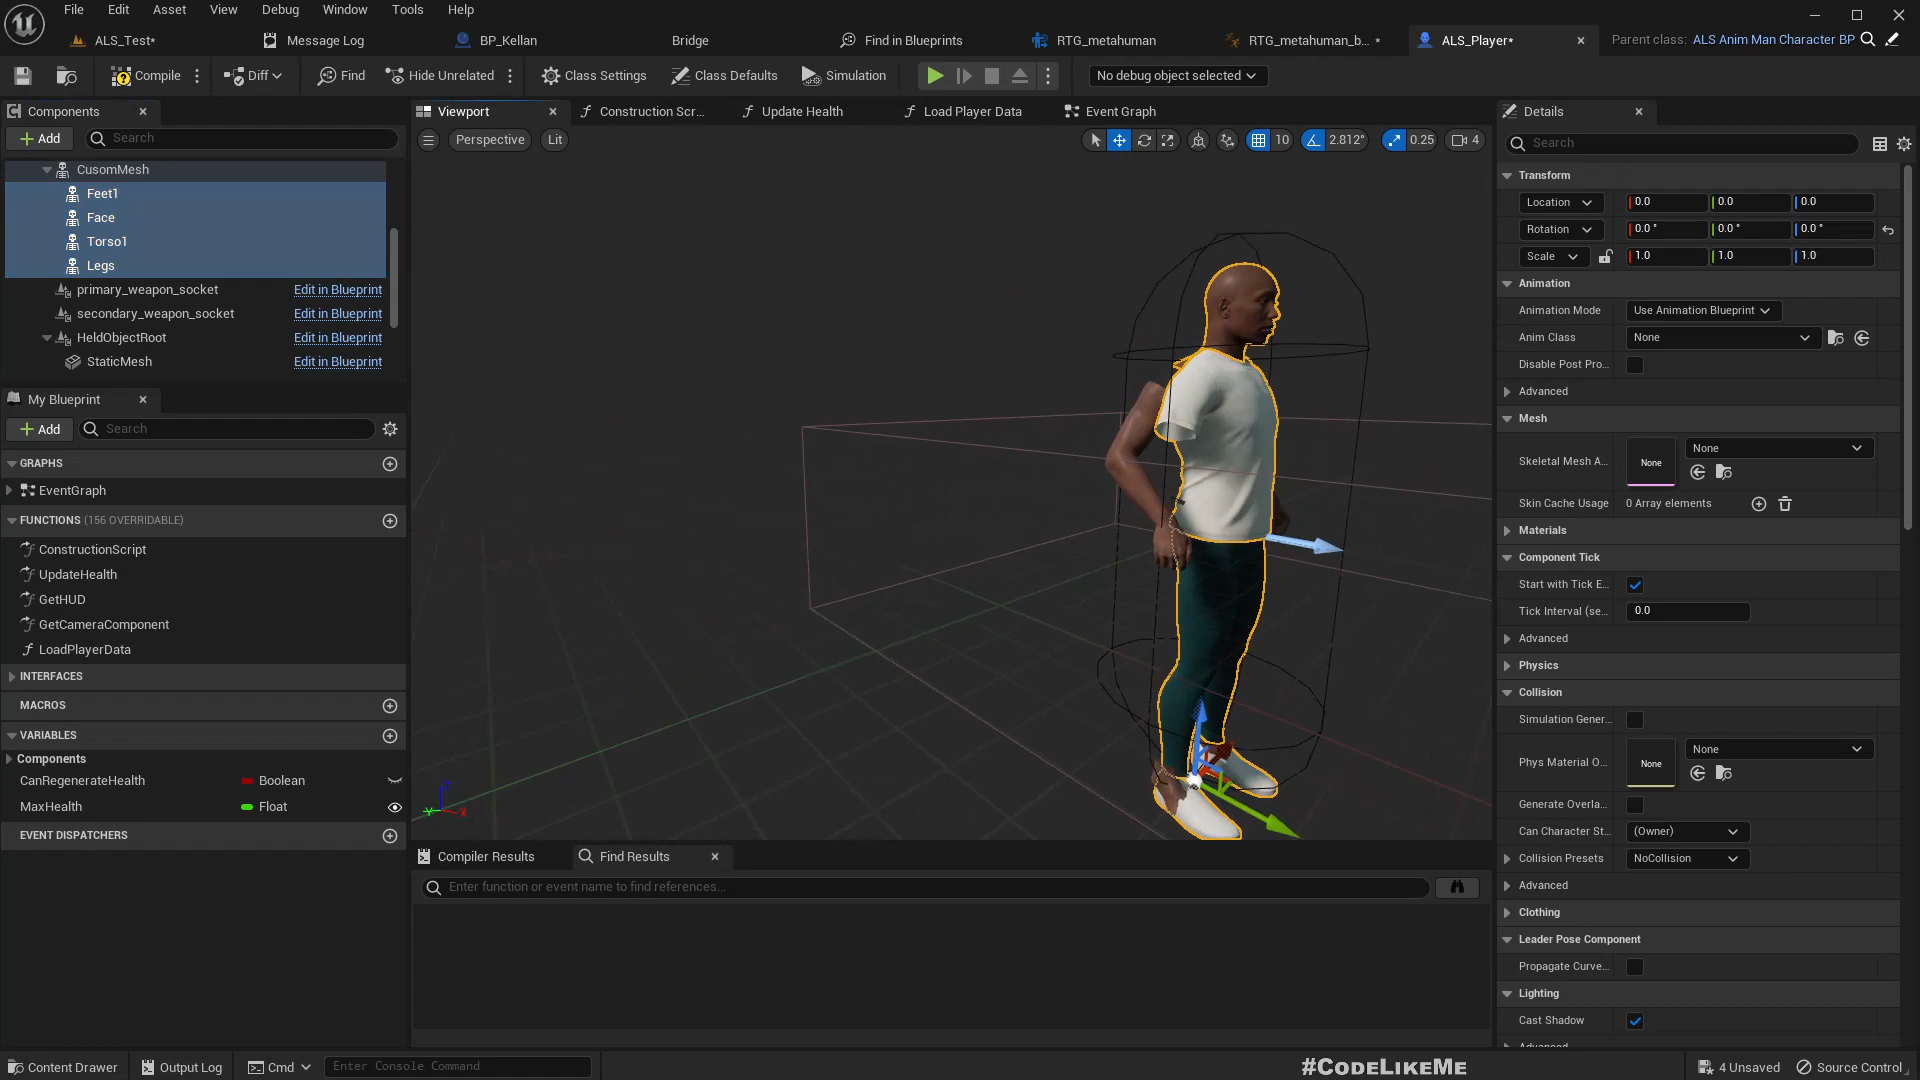 File Edit Asset View Debug Window Tools Help
ALS_Test* Message Log BP_Kellan Bridge Find in Blueprints RTG_metahuman RTG_metahuman_b... * ALS_Player* Parent class: ALS Anim Man Character BP
Compile Diff Find Hide Unrelated Class Settings Class Defaults Simulation No debug object selected
Components
Add Search
CusomMesh
Feet1
Face
Torso1
Legs
primary_weapon_socket Edit in Blueprint
secondary_weapon_socket Edit in Blueprint
HeldObjectRoot Edit in Blueprint
StaticMesh Edit in Blueprint
My Blueprint
Add Search
GRAPHS
EventGraph
FUNCTIONS (156 OVERRIDABLE)
ConstructionScript
UpdateHealth
GetHUD
GetCameraComponent
LoadPlayerData
INTERFACES
MACROS
VARIABLES
Components
CanRegenerateHealth Boolean
MaxHealth Float
EVENT DISPATCHERS
Viewport Construction Scr... Update Health Load Player Data Event Graph
Perspective Lit 10 2.812° 0.25 4
Z
Y X
Compiler Results Find Results
Enter function or event name to find references...
Details
Search
Transform
Location 0.0 0.0 0.0
Rotation 0.0 ° 0.0 ° 0.0 °
Scale 1.0 1.0 1.0
Animation
Animation Mode Use Animation Blueprint
Anim Class None
Disable Post Pro...
Advanced
Mesh
Skeletal Mesh A... None None
Skin Cache Usage 0 Array elements
Materials
Component Tick
Start with Tick E...
Tick Interval (se... 0.0
Advanced
Physics
Collision
Simulation Gener...
Phys Material O... None None
Generate Overla...
Can Character St... (Owner)
Collision Presets NoCollision
Advanced
Clothing
Leader Pose Component
Propagate Curve...
Lighting
Cast Shadow
Advanced
Content Drawer Output Log Cmd Enter Console Command #CODELIKEME 4 Unsaved Source Control